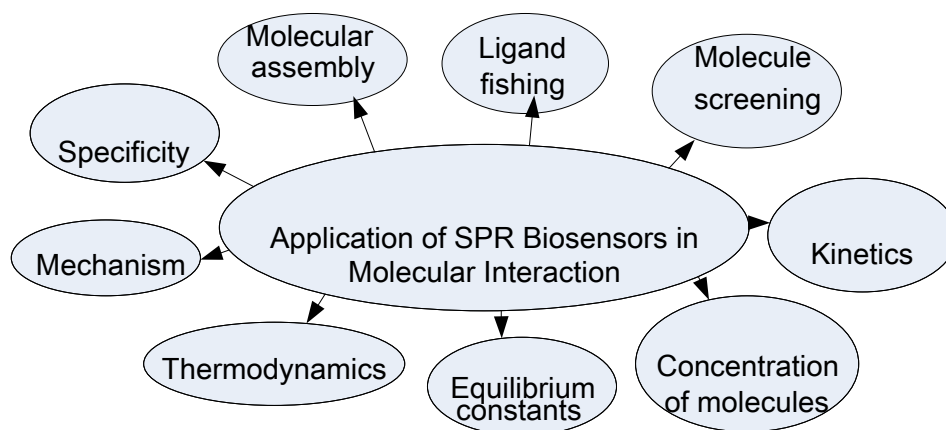 Molecular
assembly
Ligand
fishing
Molecule
screening
Specificity
Application of SPR Biosensors in
Molecular Interaction
Mechanism
Kinetics
Thermodynamics
Equilibrium
constants
Concentration
of molecules